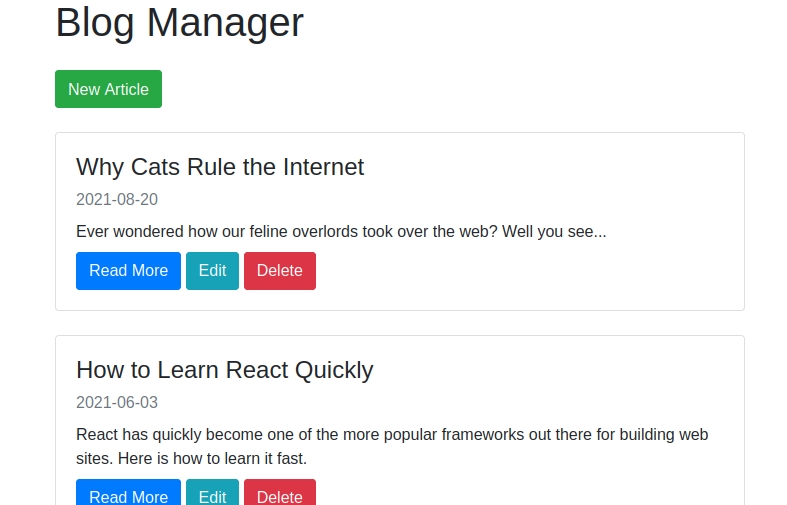 Blog Manager
New Article
Why Cats Rule the Internet
2021-08-20
Ever wondered how our feline overlords took over the web? Well you see...
Read More Edit Delete
How to Learn React Quickly
2021-06-03
React has quickly become one of the more popular frameworks out there for building web
sites. Here is how to learn it fast.
Read More Edit Delete